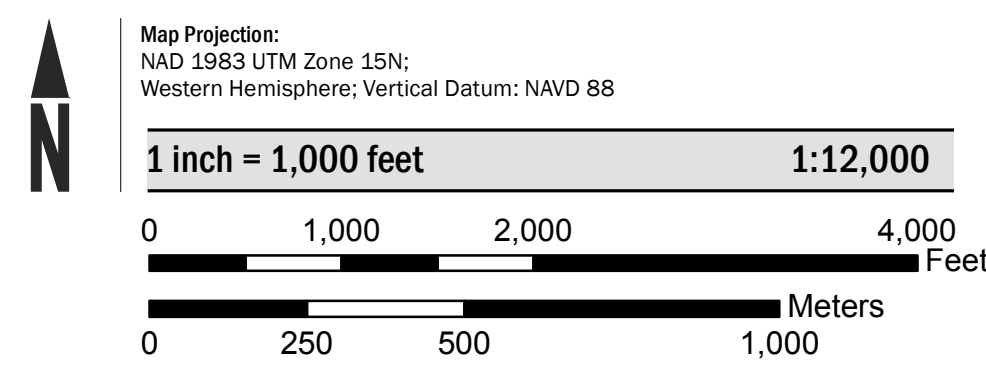 N
Map Projection:
NAD 1983 UTM Zone 15N;
Western Hemisphere; Vertical Datum: NAVD 88
1 inch = 1,000 feet 1:12,000
0 1,000 2,000 4,000
Feet
Meters
0 250 500 1,000